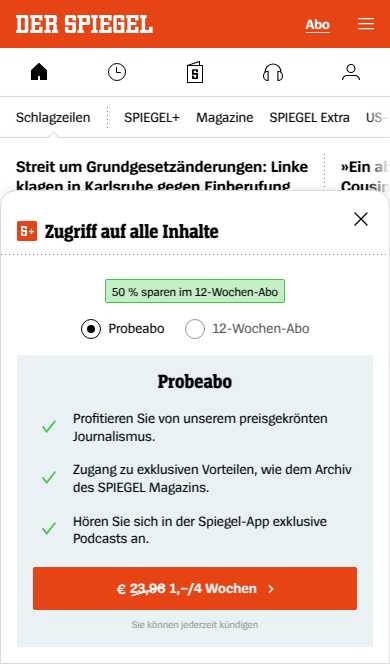 DER SPIEGEL
Abo
Schlagzeilen SPIEGEL+ Magazine SPIEGEL Extra US-
Streit um Grundgesetzänderungen: Linke
klagen in Karlsruhe gegen Einberufung
»Ein
Cousin
S+ Zugriff auf alle Inhalte
50 % sparen im 12-Wochen-Abo
Probeabo 12-Wochen-Abo
Probeabo
Profitieren Sie von unserem preisgekrönten
Journalismus.
Zugang zu exklusiven Vorteilen, wie dem Archiv
des SPIEGEL Magazins.
Hören Sie sich in der Spiegel-App exklusive
Podcasts an.
€ 23,96 1,–/4 Wochen
Sie können jederzeit kündigen